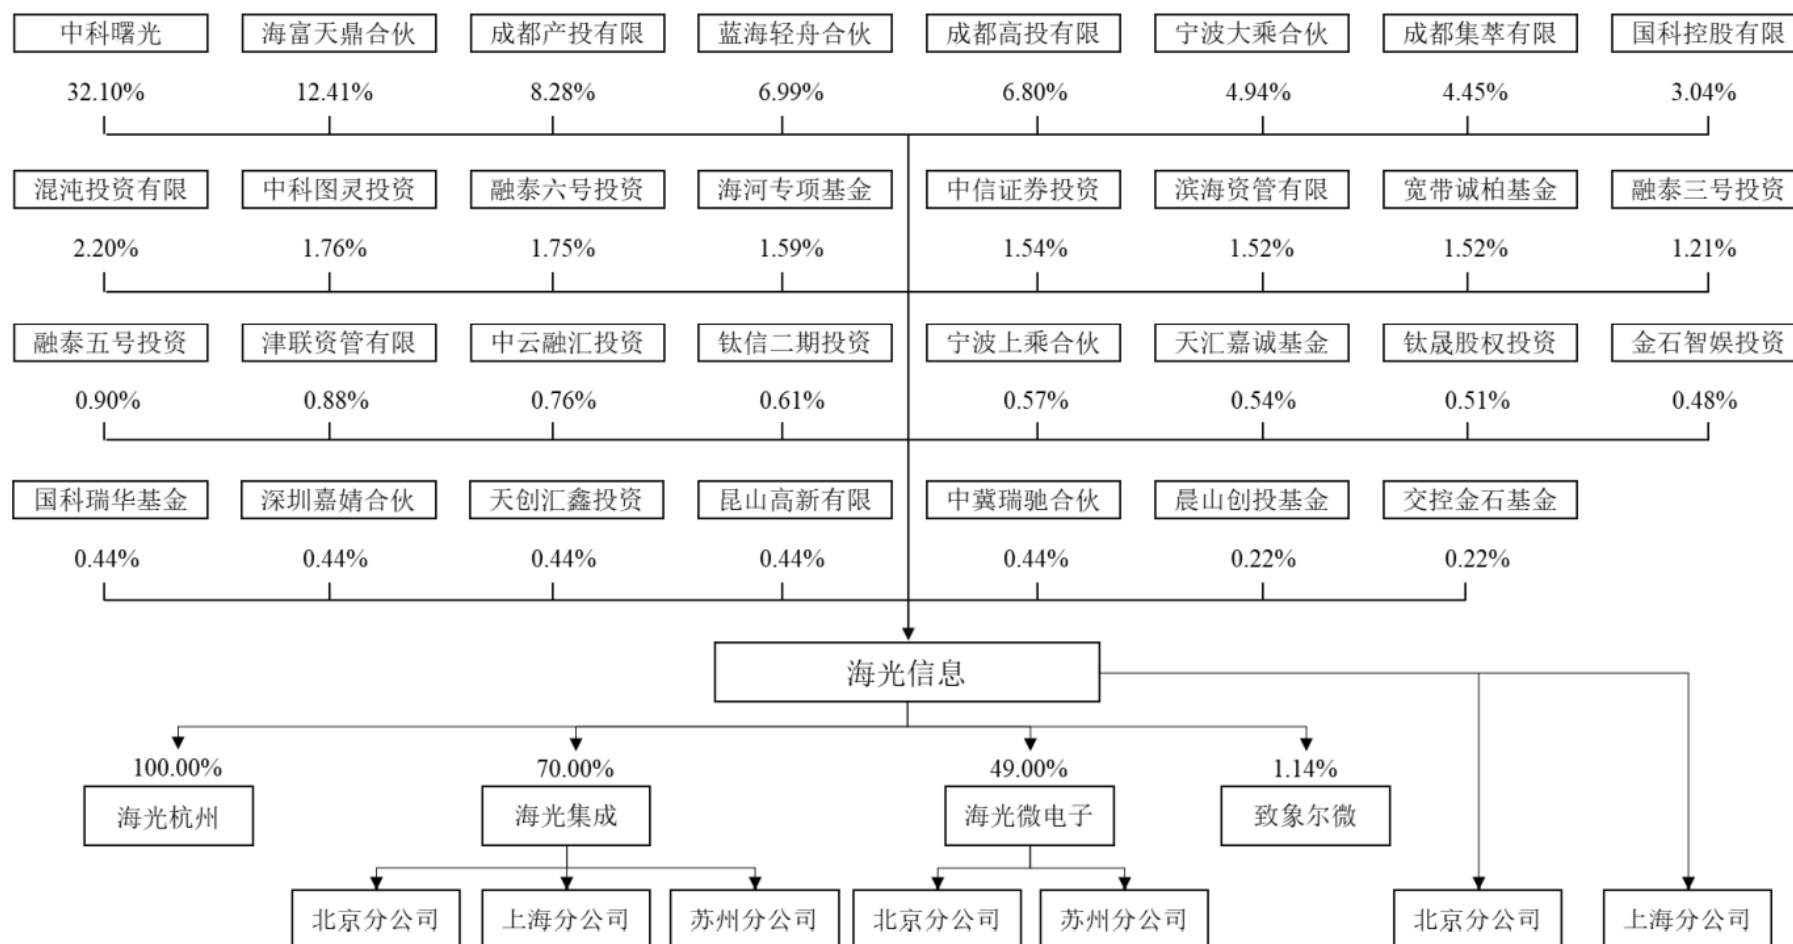 中科曙光 海富天鼎合伙 成都产投有限 蓝海轻舟合伙 成都高投有限 宁波大乘合伙 成都集萃有限 国科控股有限
32.10% 12.41% 8.28% 6.99% 6.80% 4.94% 4.45% 3.04%
混沌投资有限 中科图灵投资 融泰六号投资 海河专项基金 中信证券投资 滨海资管有限 宽带诚柏基金 融泰三号投资
2.20% 1.76% 1.75% 1.59% 1.54% 1.52% 1.52% 1.21%
融泰五号投资 津联资管有限 中云融汇投资 钛信二期投资 宁波上乘合伙 天汇嘉诚基金 钛晟股权投资 金石智娱投资
0.90% 0.88% 0.76% 0.61% 0.57% 0.54% 0.51% 0.48%
国科瑞华基金 深圳嘉婧合伙 天创汇鑫投资 昆山高新有限 中冀瑞驰合伙 晨山创投基金 交控金石基金
0.44% 0.44% 0.44% 0.44% 0.44% 0.22% 0.22%
海光信息
100.00% 70.00% 49.00% 1.14%
海光杭州 海光集成 海光微电子 致象尔微
北京分公司 上海分公司 苏州分公司 北京分公司 苏州分公司 北京分公司 上海分公司